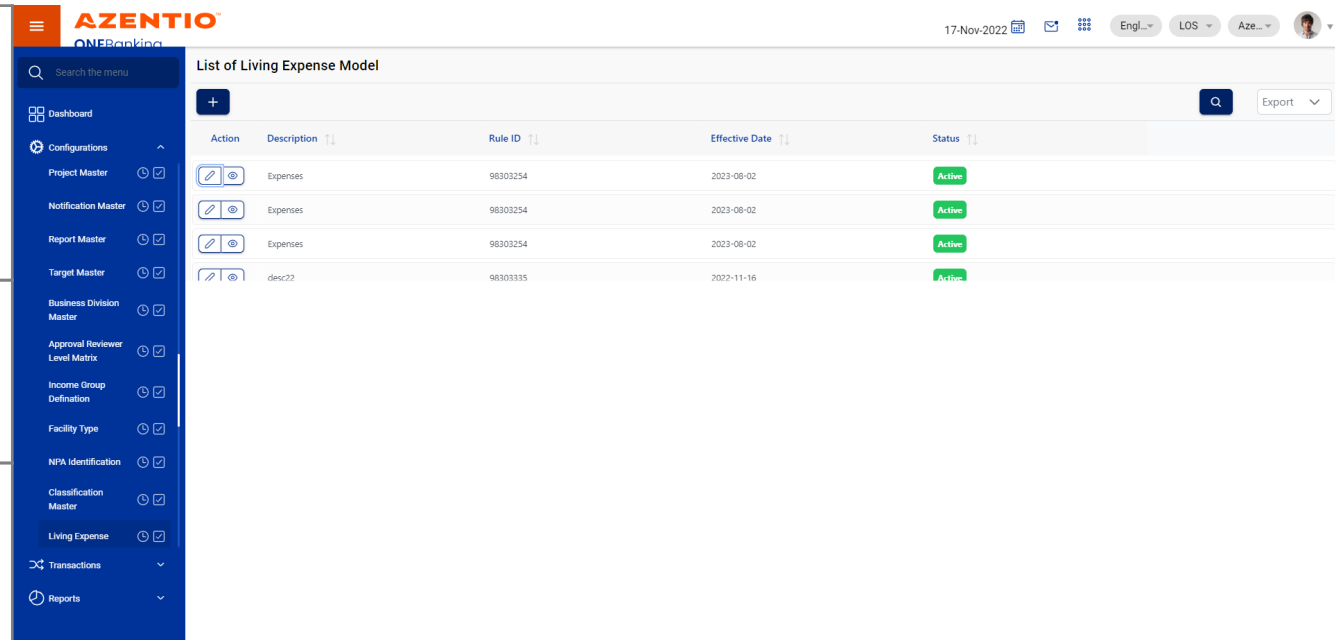 AZENTIO
ONEBanking
17-Nov-2022
Engl...
LOS
Aze...
Search the menu
Dashboard
Configurations
Project Master
Notification Master
Report Master
Target Master
Business Division
Master
Approval Reviewer
Level Matrix
Income Group
Defination
Facility Type
NPA Identification
Classification
Master
Living Expense
Transactions
Reports
List of Living Expense Model
+
Export
Action Description Rule ID Effective Date Status
Expenses 98303254 2023-08-02 Active
Expenses 98303254 2023-08-02 Active
Expenses 98303254 2023-08-02 Active
desc22 98303335 2022-11-16 Active